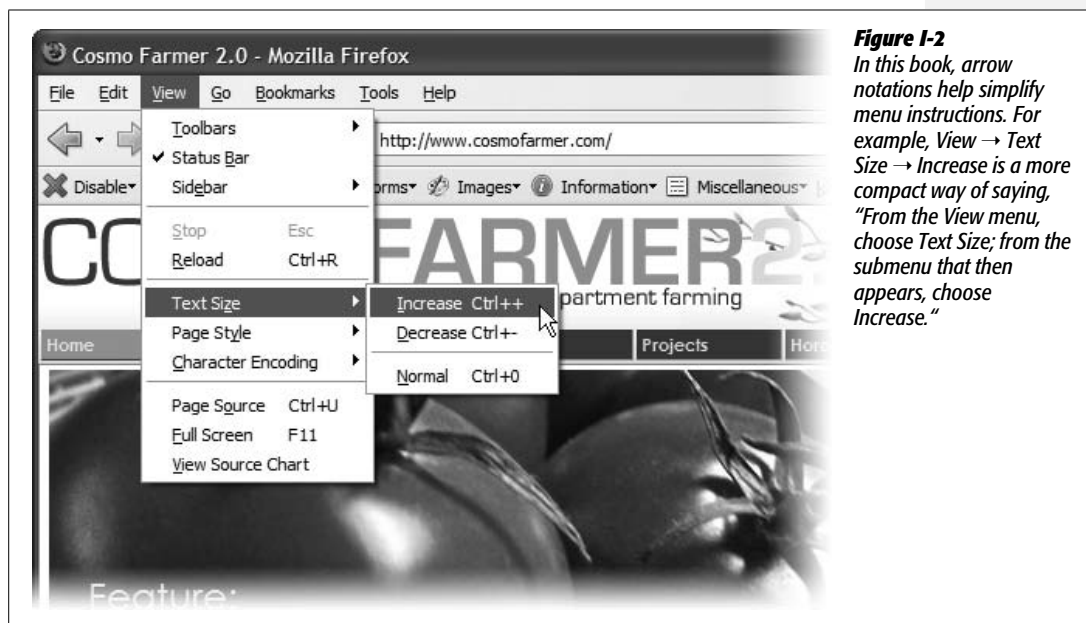 Cosmo Farmer 2.0 - Mozilla Firefox
File Edit View Go Bookmarks Tools Help
http://www.cosmofarmer.com/
Disable Images Information Miscellaneous
Toolbars
Status Bar
Sidebar
Stop Esc
Reload Ctrl+R
Text Size
Page Style
Character Encoding
Page Source Ctrl+U
Full Screen F11
View Source Chart
Increase Ctrl++
Decrease Ctrl+-
Normal Ctrl+0
FARMER 2
farming
Home Projects
Feature:
Figure I-2
In this book, arrow
notations help simplify
menu instructions. For
example, View → Text
Size → Increase is a more
compact way of saying,
“From the View menu,
choose Text Size; from the
submenu that then
appears, choose
Increase.“